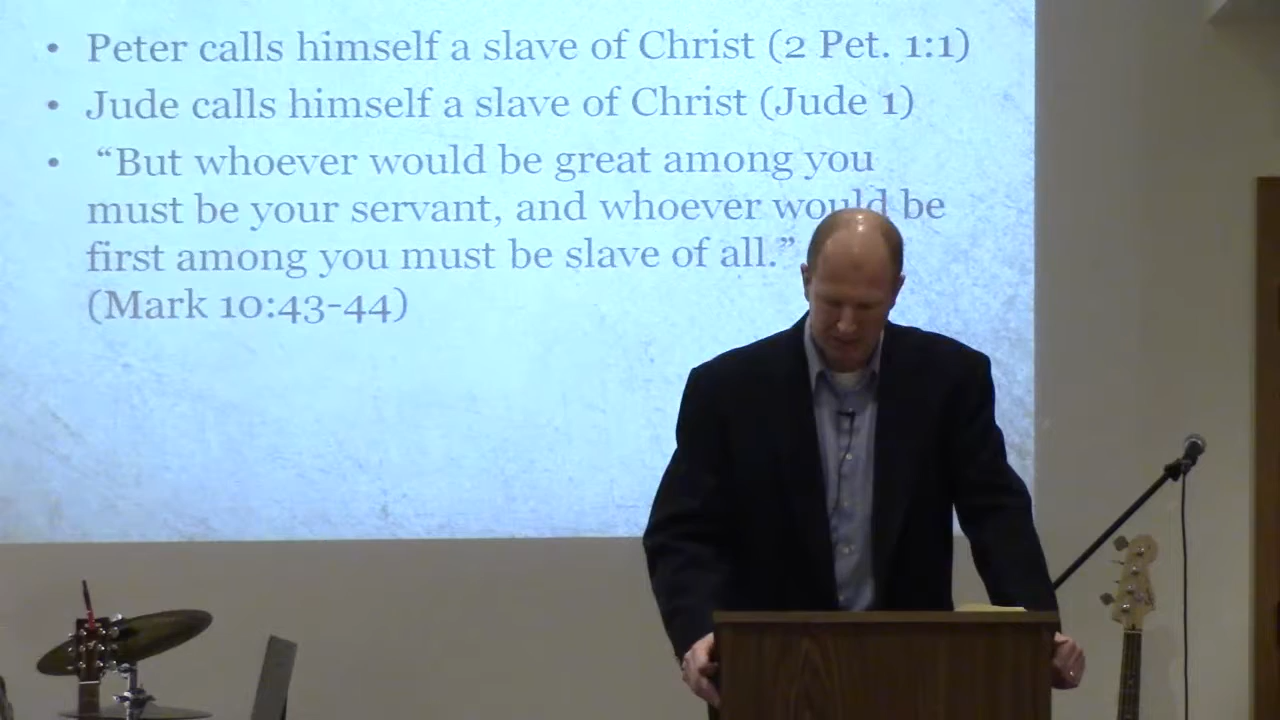 • Peter calls himself a slave of Christ (2 Pet. 1:1)
• Jude calls himself a slave of Christ (Jude 1)
• “But whoever would be great among you
must be your servant, and whoever would be
first among you must be slave of all.”
(Mark 10:43-44)